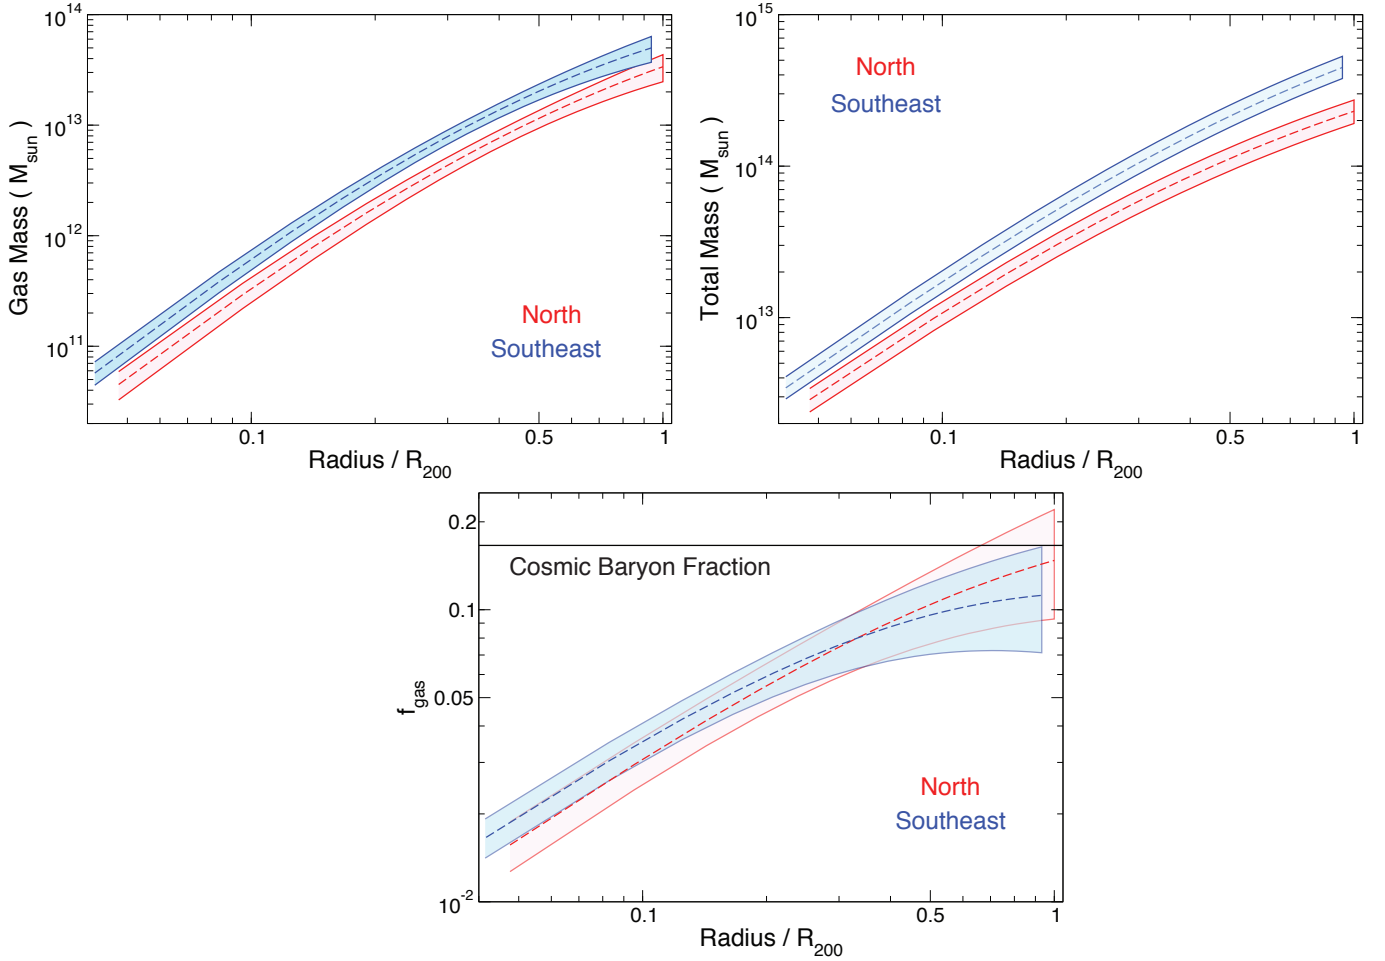 10^14
10^13
10^12
10^11
Gas Mass ( M_sun )
North
Southeast
0.1
0.5
1
Radius / R_200
10^15
10^14
10^13
Total Mass ( M_sun )
North
Southeast
0.1
0.5
1
Radius / R_200
0.2
0.1
0.05
10^-2
f_gas
Cosmic Baryon Fraction
North
Southeast
0.1
0.5
1
Radius / R_200